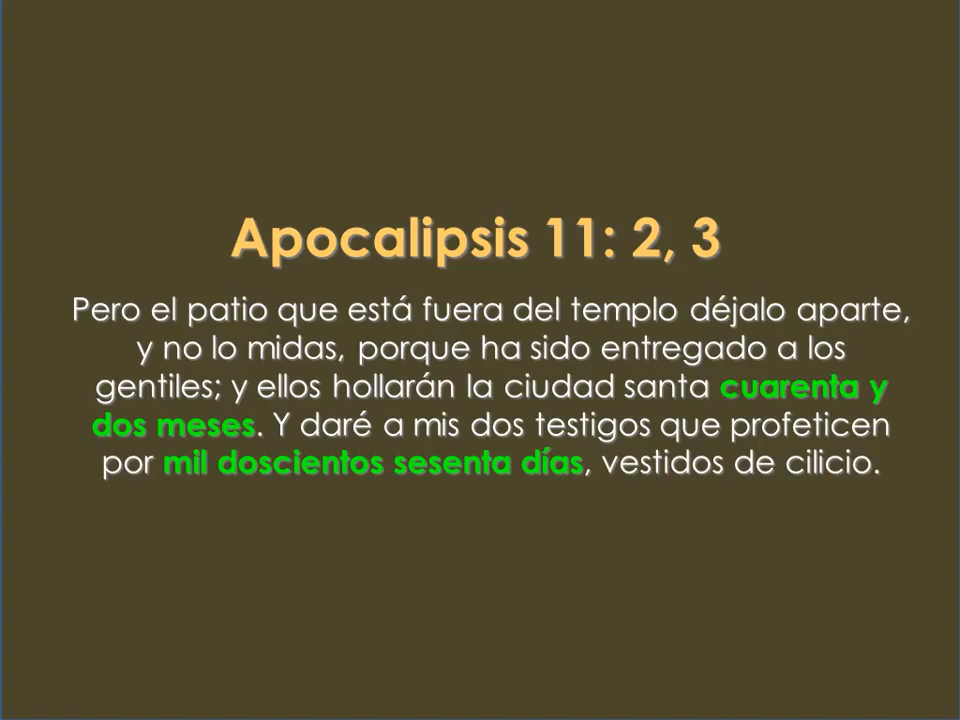 Apocalipsis 11: 2, 3
Pero el patio que está fuera del templo déjalo aparte,
y no lo midas, porque ha sido entregado a los
gentiles; y ellos hollarán la ciudad santa cuarenta y
dos meses. Y daré a mis dos testigos que profeticen
por mil doscientos sesenta días, vestidos de cilicio.